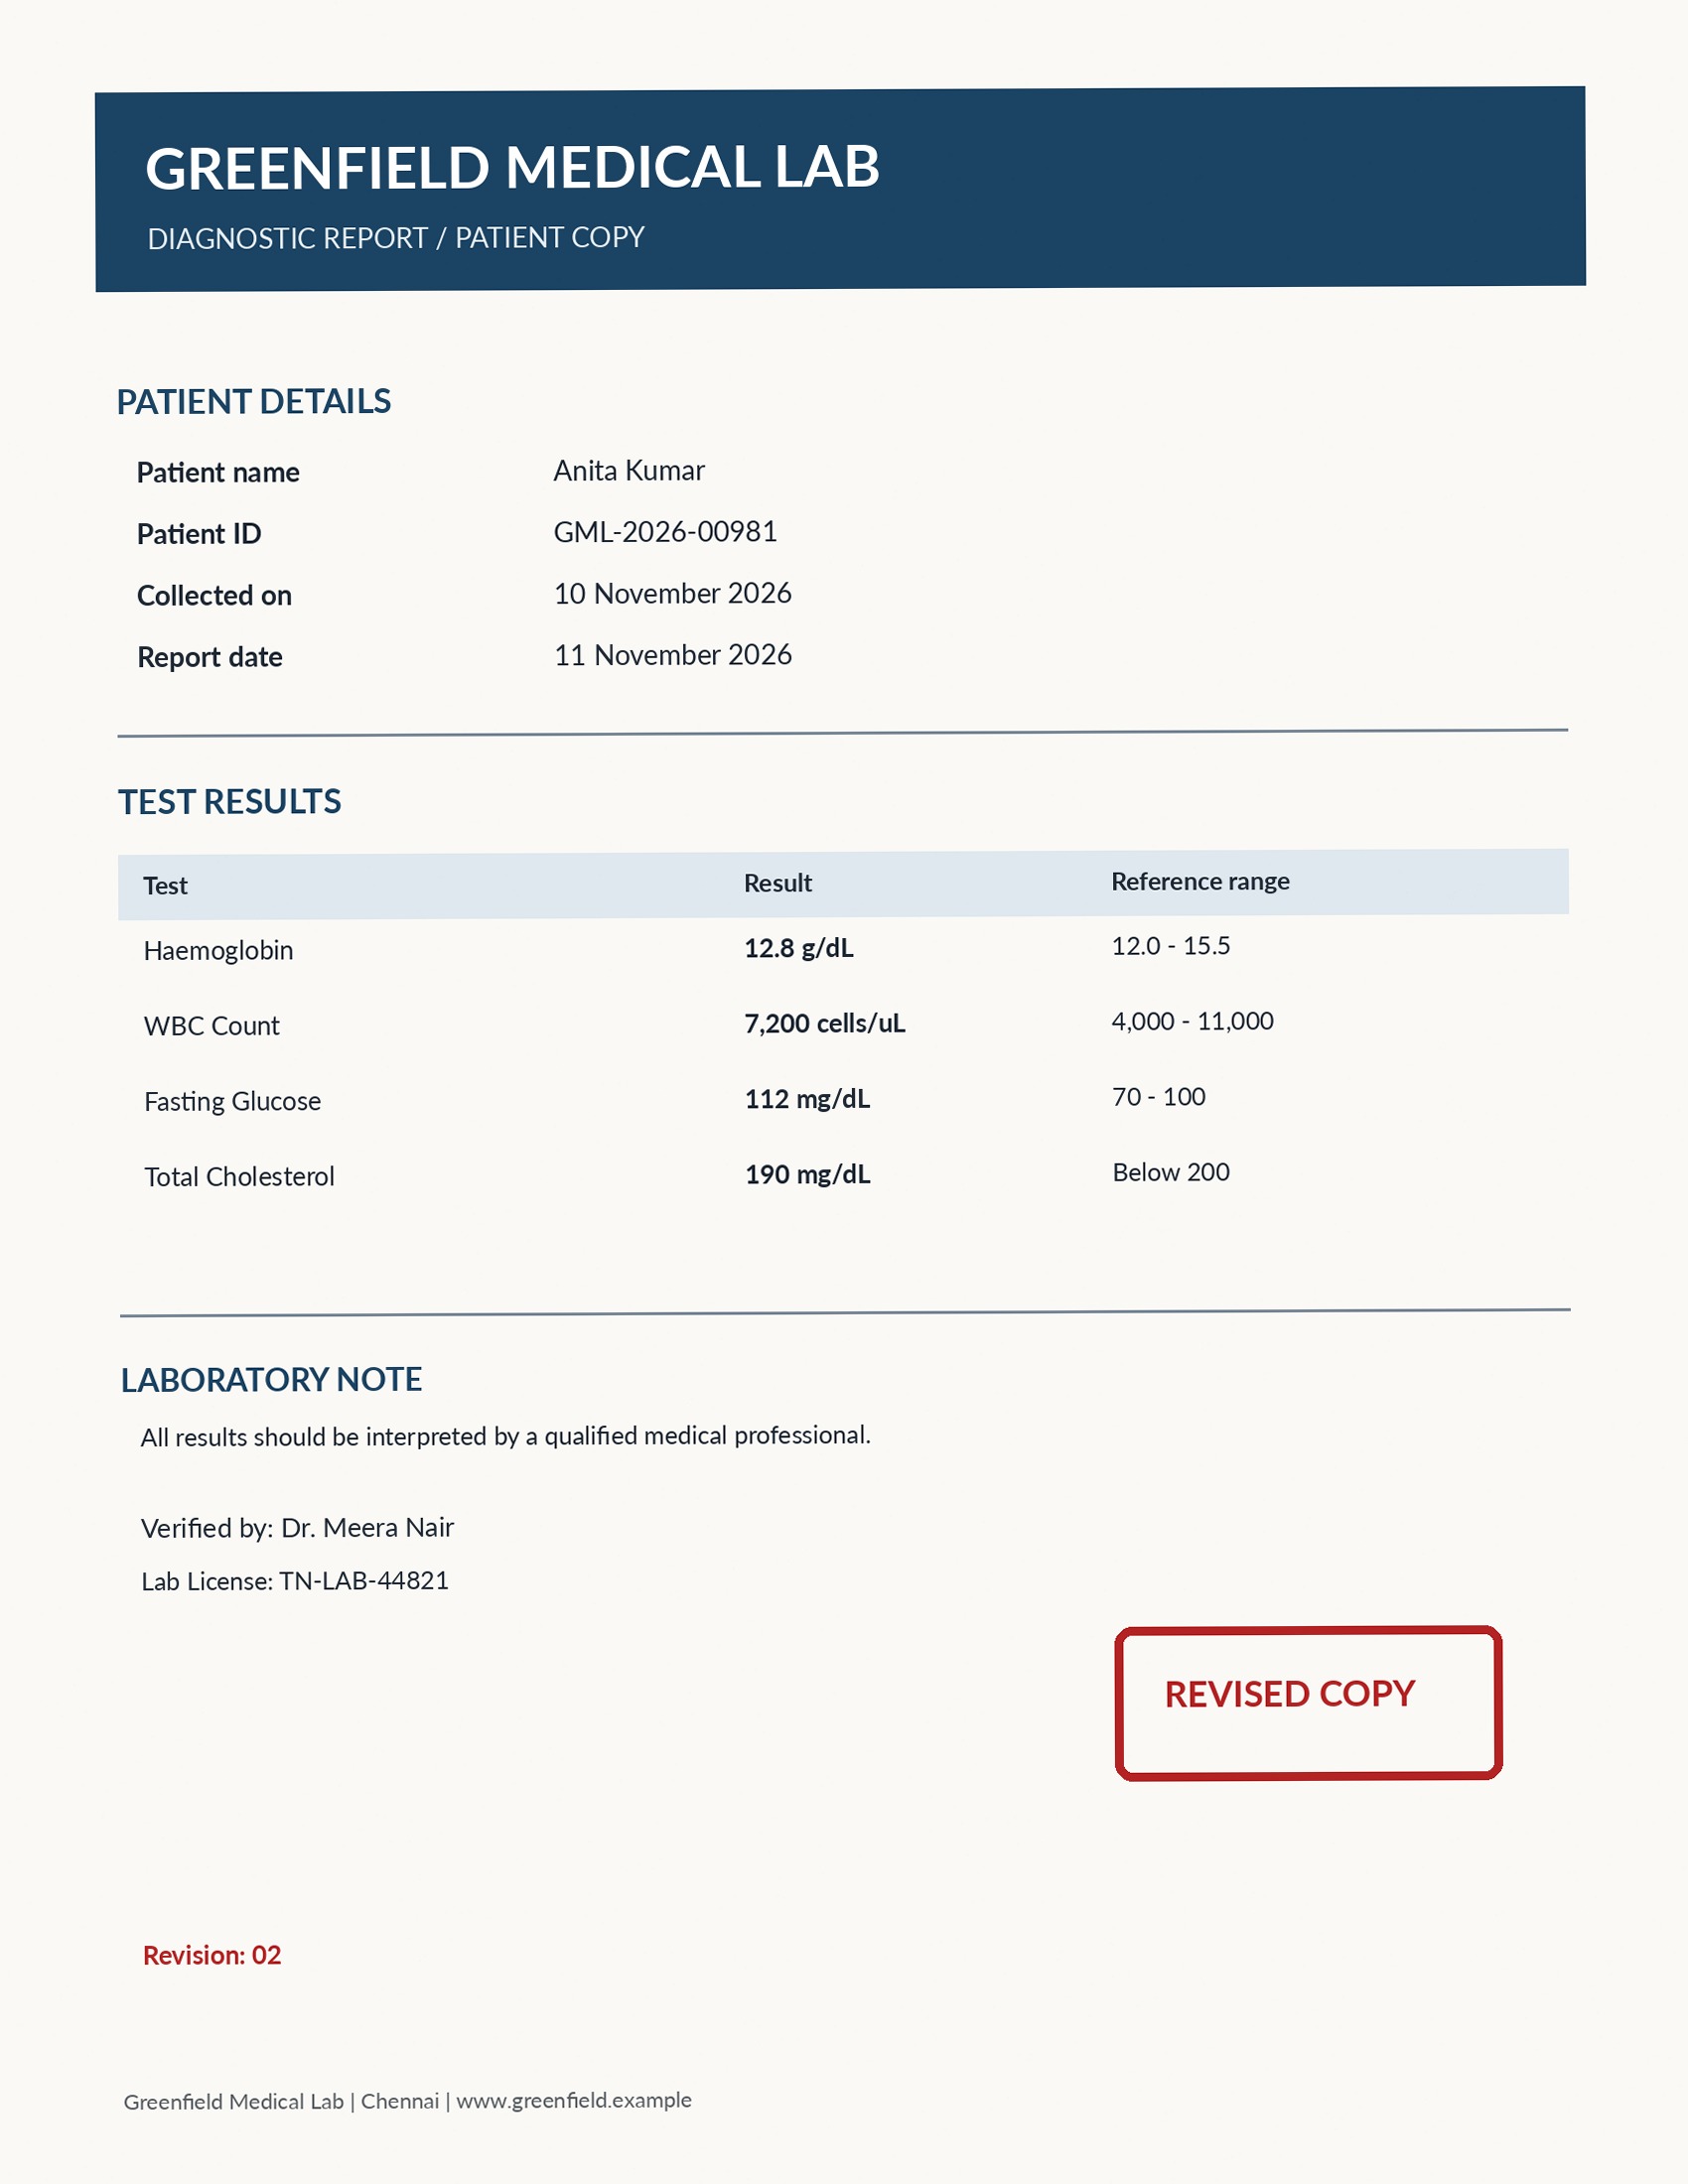 GREENFIELD MEDICAL LAB
DIAGNOSTIC REPORT / PATIENT COPY
PATIENT DETAILS
Patient name Anita Kumar
Patient ID GML-2026-00981
Collected on 10 November 2026
Report date 11 November 2026
TEST RESULTS
Test Result Reference range
Haemoglobin 12.8 g/dL 12.0 - 15.5
WBC Count 7,200 cells/uL 4,000 - 11,000
Fasting Glucose 112 mg/dL 70 - 100
Total Cholesterol 190 mg/dL Below 200
LABORATORY NOTE
All results should be interpreted by a qualified medical professional.
Verified by: Dr. Meera Nair
Lab License: TN-LAB-44821
REVISED COPY
Revision: 02
Greenfield Medical Lab | Chennai | www.greenfield.example